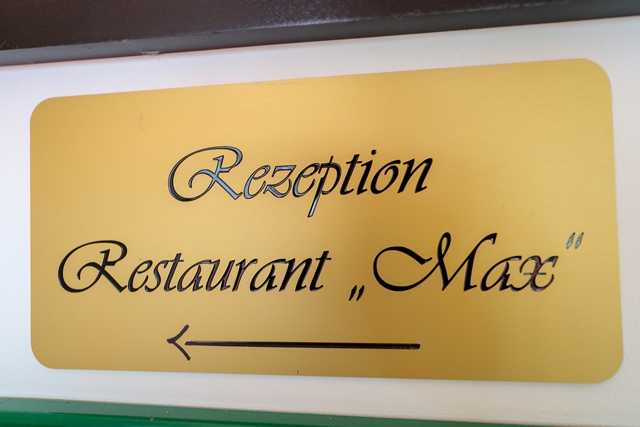 Rezeption
Restaurant „Max“